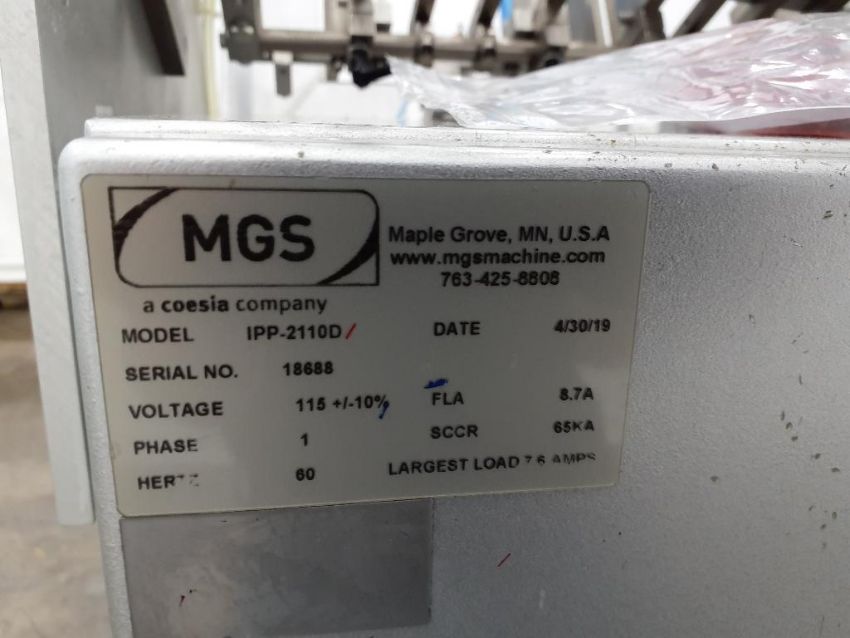 MGS
a coesia company
Maple Grove, MN, U.S.A
www.mgsmachine.com
763-425-8808
MODEL IPP-2110D DATE 4/30/19
SERIAL NO. 18688
VOLTAGE 115 +/-10% FLA 8.7A
PHASE 1 SCCR 65KA
HERTZ 60 LARGEST LOAD 7.6 AMPS